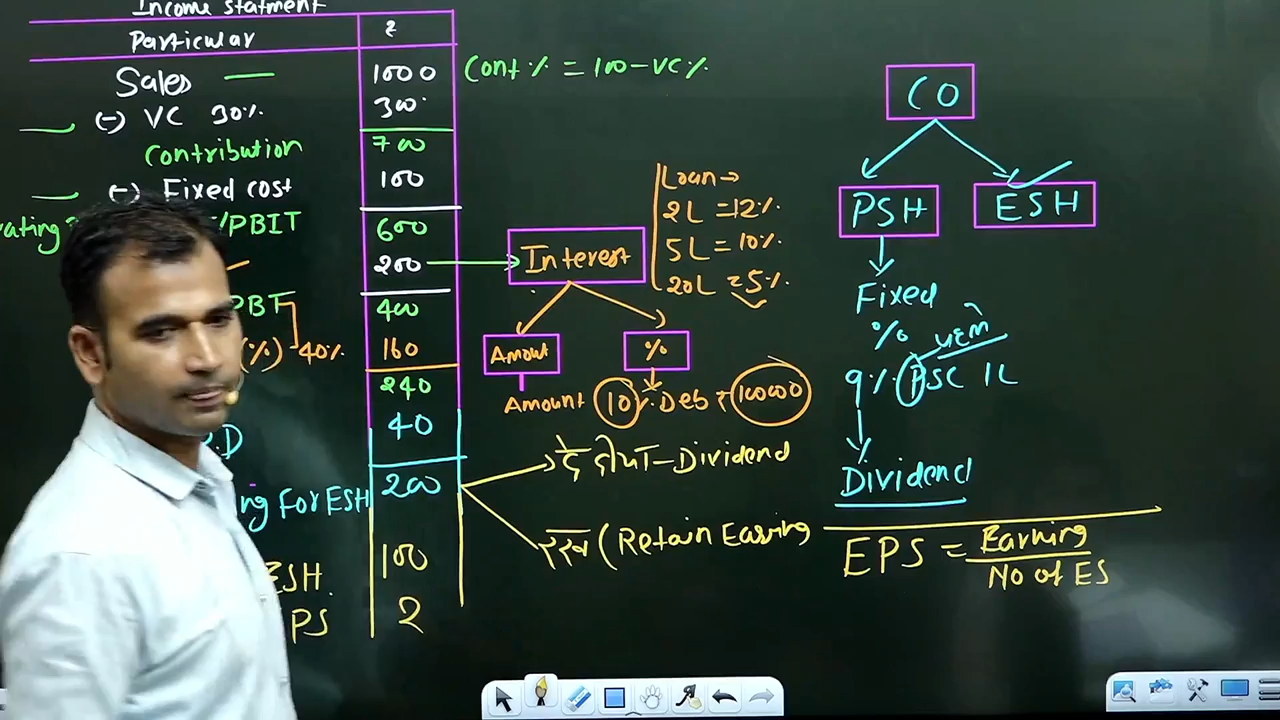 Income statment
Particular ₹
Sales 1000
(-) VC 30% 300
Contribution 700
(-) Fixed cost 100
/PBIT 600
200
PBT 400
(%) 40% 160
240
R.D 40
ng For ESH 200
ESH. 100
PS 2
Cont % = 100 - VC %
Loan →
2L = 12%
5L = 10%
20L = 5%
Interest
Amount %
Amount 10 % Deb ₹ 100000
दे दीया - Dividend
रख (Retain Earing
CO
PSH ESH
Fixed
%
9% PSC 1L
Dividend
EPS = Earning
No of ES